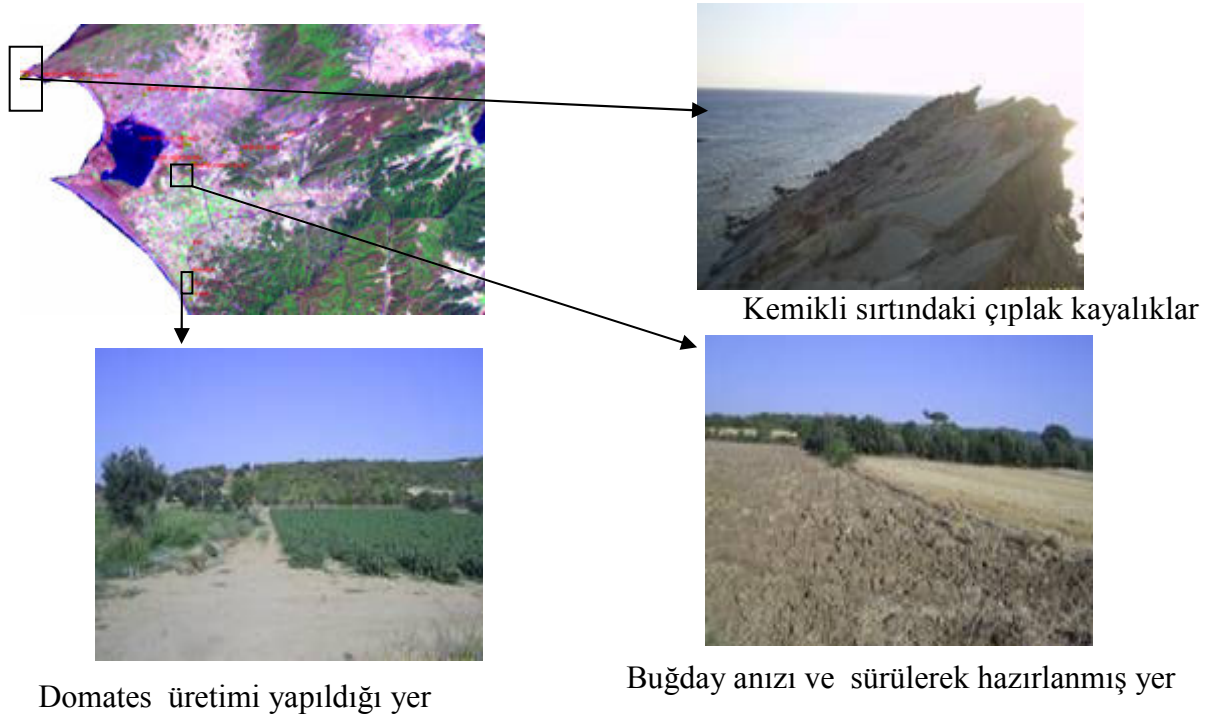 Kemikli sırtındaki çıplak kayalıklar
Domates  üretimi yapıldığı yer
Buğday anızı ve  sürülerek hazırlanmış yer